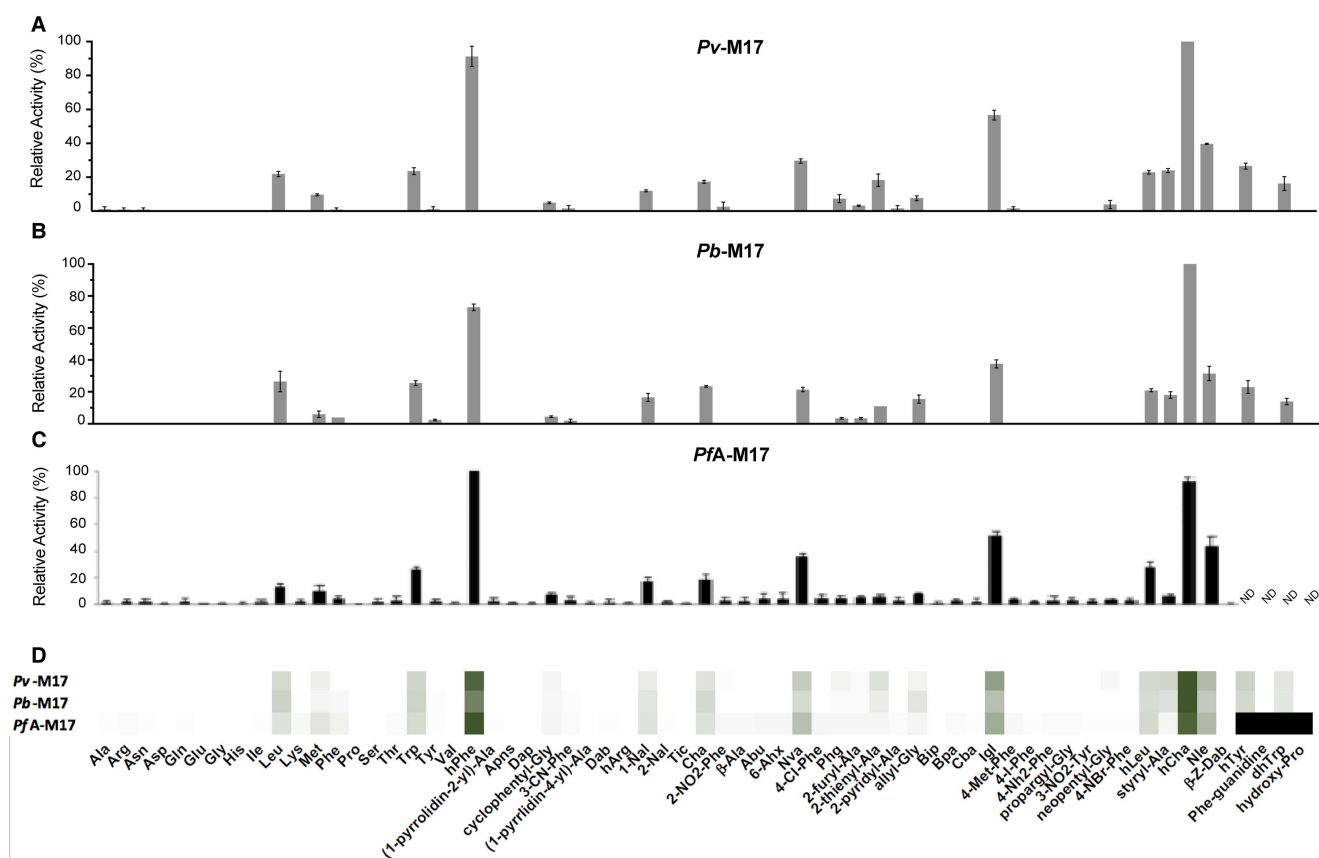 A
Pv-M17
Relative Activity (%)
100
80
60
40
20
0
B
Pb-M17
Relative Activity (%)
100
80
60
40
20
0
C
PfA-M17
Relative Activity (%)
100
80
60
40
20
0
ND
ND
ND
ND
D
Pv-M17
Pb-M17
PfA-M17
Ala
Arg
Asn
Asp
Gln
Glu
Gly
His
Ile
Leu
Lys
Met
Phe
Pro
Ser
Thr
Trp
Tyr
Val
hPhe
(1-pyrrolidin-2-yl)-Ala
Apns
Dap
cyclophentyl-Gly
3-CN-Phe
(1-pyrrlidin-4-yl)-Ala
Dab
hArg
1-Nal
2-Nal
Tic
Cha
2-NO2-Phe
β-Ala
Abu
6-Ahx
Nva
4-Cl-Phe
Phg
2-furyl-Ala
2-thienyl-Ala
2-pyridyl-Ala
allyl-Gly
Bip
Bpa
Cba
Igl
4-Met-Phe
4-I-Phe
4-Nh2-Phe
propargyl-Gly
3-NO2-Tyr
neopentyl-Gly
4-NBr-Phe
hLeu
styryl-Ala
hCha
Nle
β-Z-Dab
hTyr
Phe-guanidine
dhTrp
hydroxy-Pro